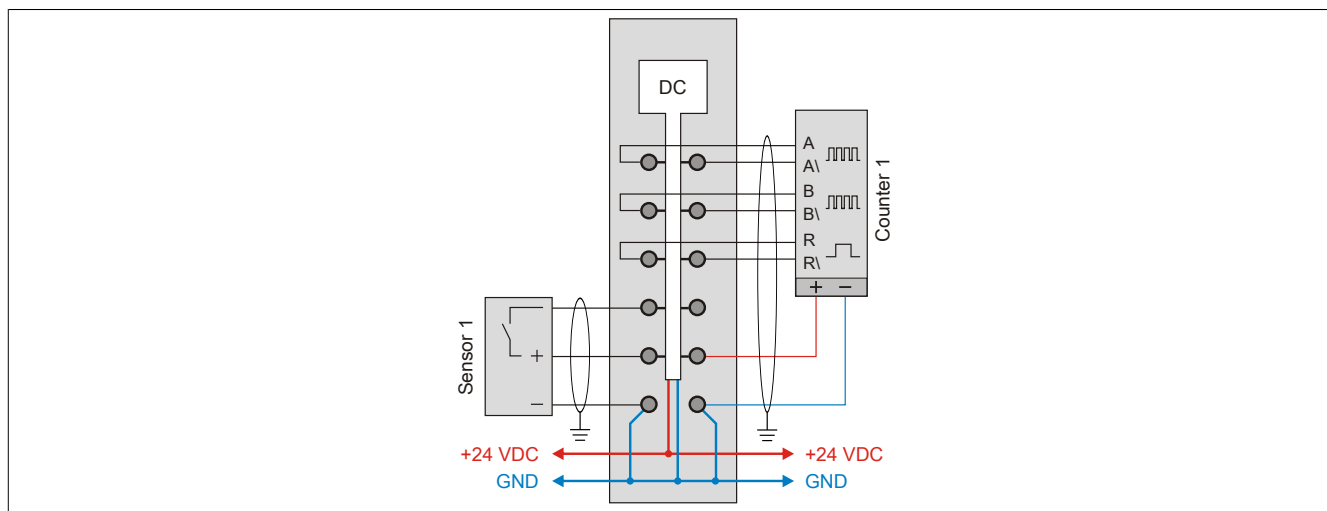 DC
A
A\
B
B\
R
R\
+ −
Counter 1
Sensor 1
+
−
+24 VDC
+24 VDC
GND
GND